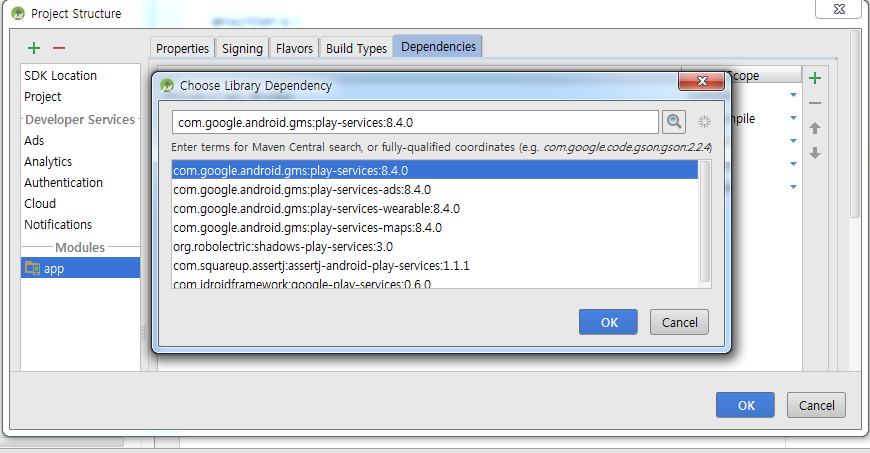 Project Structure
Properties
Signing
Flavors
Build Types
Dependencies
SDK Location
Project
Developer Services
Ads
Analytics
Authentication
Cloud
Notifications
Modules
app
Choose Library Dependency
com.google.android.gms:play-services:8.4.0
Enter terms for Maven Central search, or fully-qualified coordinates (e.g. com.google.code.gson:gson:2.2.4)
com.google.android.gms:play-services:8.4.0
com.google.android.gms:play-services-ads:8.4.0
com.google.android.gms:play-services-wearable:8.4.0
com.google.android.gms:play-services-maps:8.4.0
org.robolectric:shadows-play-services:3.0
com.squareup.assertj:assertj-android-play-services:1.1.1
com.jdroidframework:google-play-services:0.6.0
OK
Cancel
cope
mpile
OK
Cancel